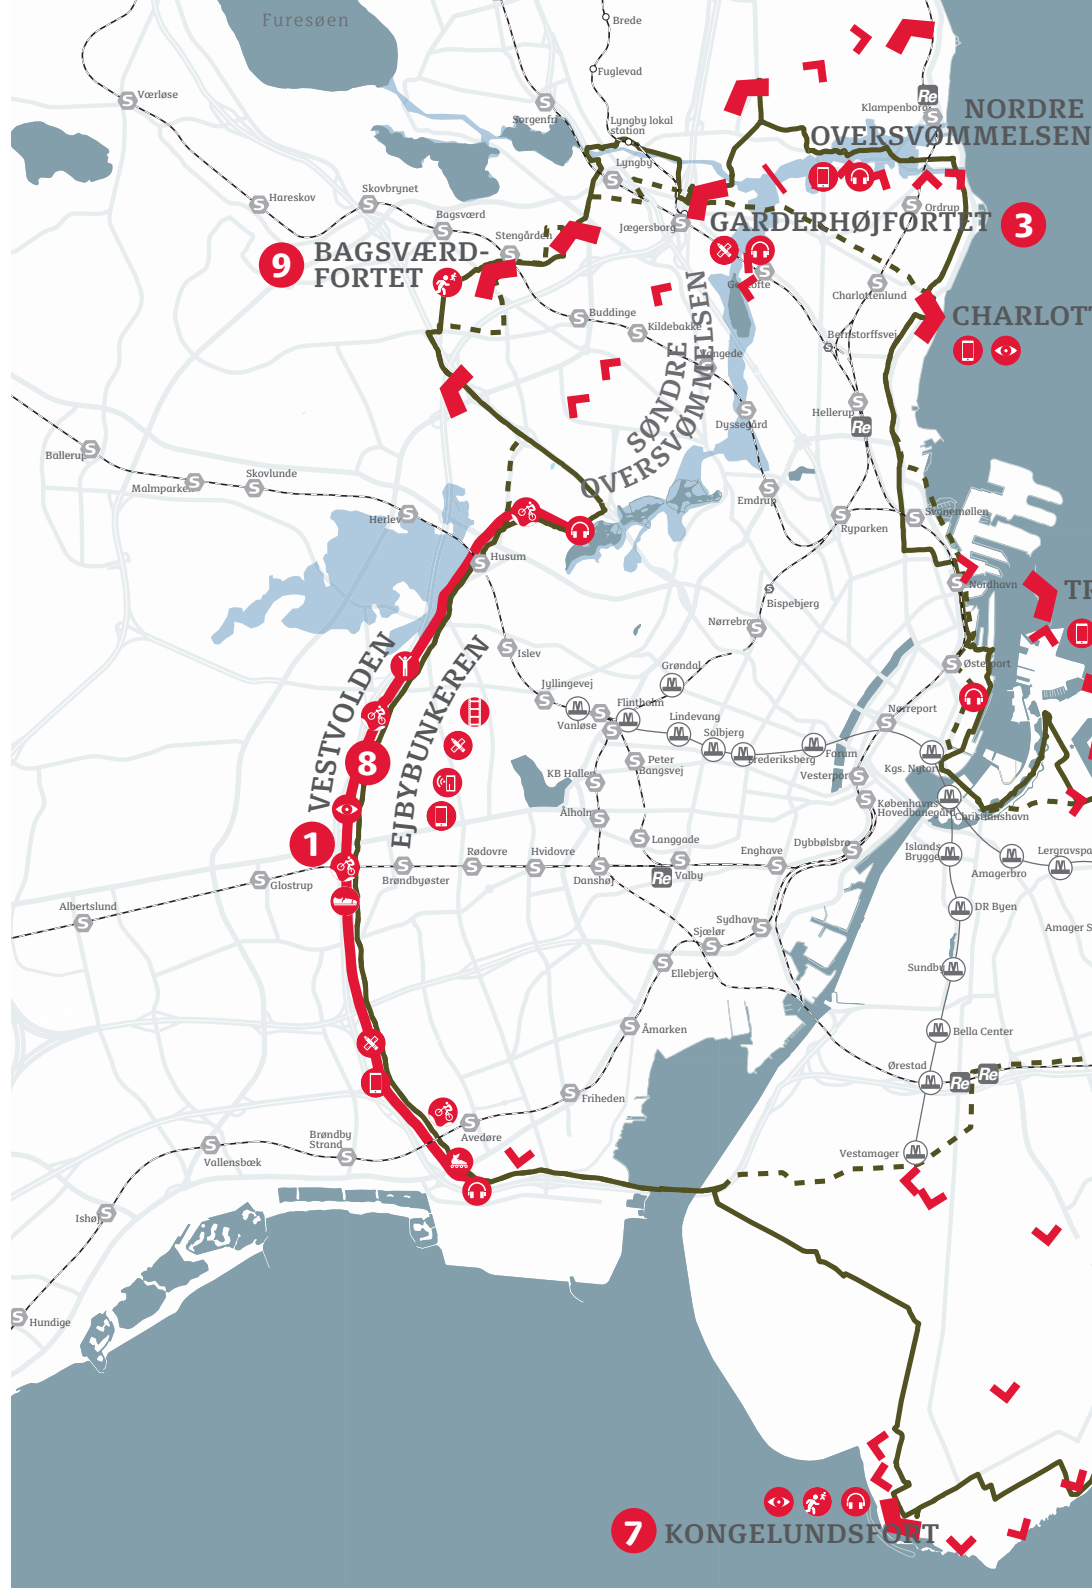 Furesøen
Brede
Fuglevad
Værløse
Sorgenfri
Lyngby lokal
station
Re
Klampenborg
NORDRE
OVERSVØMMELSEN
Lyngby
Hareskov
Skovbrynet
Bagsværd
Stengården
Jægersborg
Ordrup
GARDERHØJFORTET
3
9
BAGSVÆRD-
FORTET
Gentofte
Charlottenlund
CHARLOT
Buddinge
Kildebakke
Bernstorffsvej
Vangede
SØNDRE
OVERSVØMMELSEN
Hellerup
Re
Dyssegård
Ballerup
Malmparken
Skovlunde
Herlev
Emdrup
Ryparken
Svanemøllen
Husum
Nordhavn
TR
Bispebjerg
Nørrebro
Islev
Grøndal
Østerport
VESTVOLDEN
EJBYBUNKEREN
Jyllingevej
Flintholm
Vanløse
Lindevang
Solbjerg
Frederiksberg
Forum
Nørreport
Kgs. Nytorv
8
KB Hallen
Peter
Bangsvej
Vesterport
Københavns
Hovedbanegård
Christianshavn
Ålholm
1
Langgade
Enghave
Dybbølsbro
Islands
Brygge
Amagerbro
Lergravspa
Glostrup
Brøndbyøster
Rødovre
Hvidovre
Danshøj
Re
Valby
Albertslund
DR Byen
Sydhavn
Sjælør
Amager S
Ellebjerg
Sundby
Åmarken
Bella Center
Ørestad
Re
Re
Friheden
Brøndby
Strand
Avedøre
Vallensbæk
Vestamager
Ishøj
Hundige
7
KONGELUNDSFORT